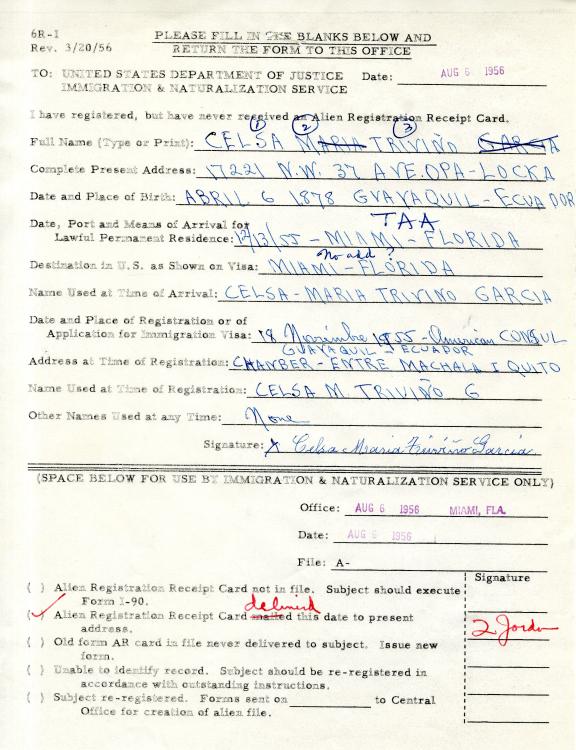 6R-1
Rev. 3/20/56
PLEASE FILL IN THE BLANKS BELOW AND
RETURN THE FORM TO THIS OFFICE
TO: UNITED STATES DEPARTMENT OF JUSTICE
IMMIGRATION & NATURALIZATION SERVICE
Date: AUG 6 1956
I have registered, but have never received an Alien Registration Receipt Card.
1 2 3
Full Name (Type or Print): CELSA MARIA TRIVIÑO GARCIA
Complete Present Address: 17221 N.W. 37 AVE. OPA-LOCKA
Date and Place of Birth: ABRIL 6 1878 GUAYAQUIL-ECUADOR
TAA
Date, Port and Means of Arrival for
Lawful Permanent Residence: 12/13/55-MIAMI-FLORIDA
No add?
Destination in U.S. as Shown on Visa: MIAMI-FLORIDA
Name Used at Time of Arrival: CELSA-MARIA TRIVIÑO GARCIA
Date and Place of Registration or of
Application for Immigration Visa: 18 Noviembre 1955-American CONSUL
GUAYAQUIL-ECUADOR
Address at Time of Registration: CHANBER-ENTRE MACHALA I QUITO
Name Used at Time of Registration: CELSA M. TRIVIÑO G
Other Names Used at any Time: None
Signature: X Celsa Maria Triviño Garcia
(SPACE BELOW FOR USE BY IMMIGRATION & NATURALIZATION SERVICE ONLY)
Office: AUG 6 1956 MIAMI, FLA.
Date: AUG 6 1956
File: A-
Signature
( ) Alien Registration Receipt Card not in file. Subject should execute
Form I-90.
delivered
(✓) Alien Registration Receipt Card mailed this date to present
address.
Jordan
( ) Old form AR card in file never delivered to subject. Issue new
form.
( ) Unable to identify record. Subject should be re-registered in
accordance with outstanding instructions.
( ) Subject re-registered. Forms sent on ________ to Central
Office for creation of alien file.